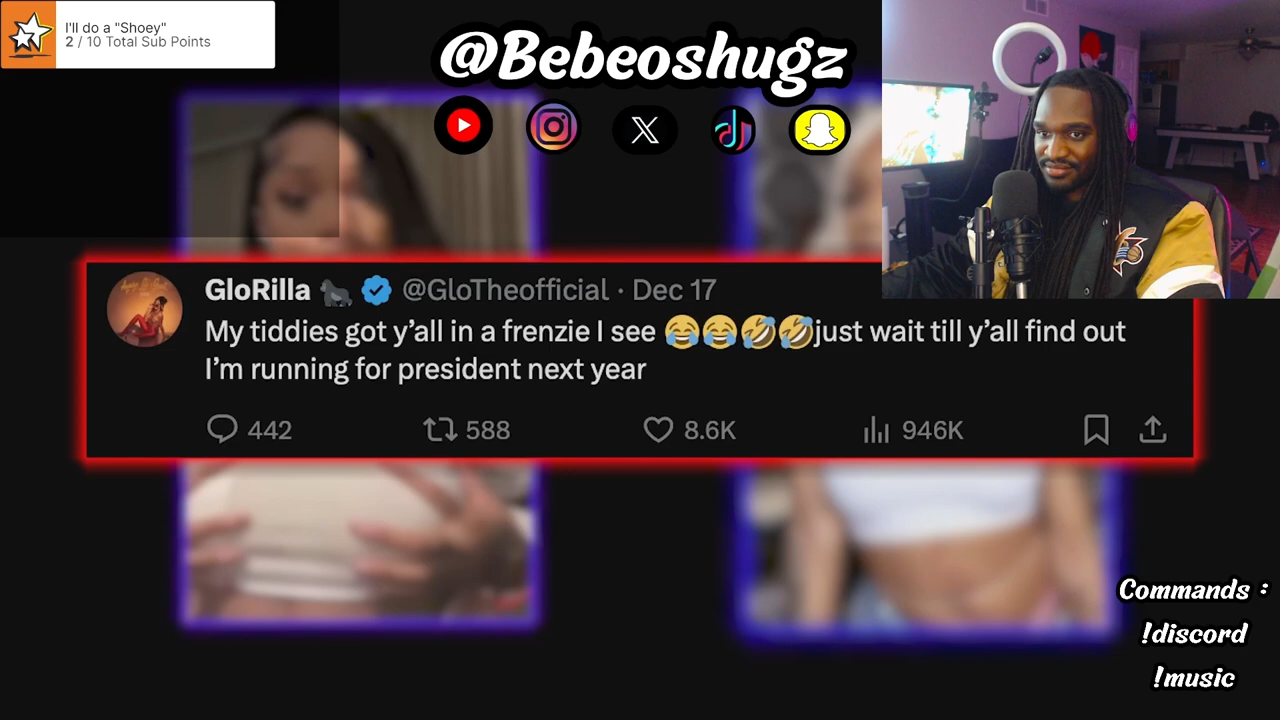 I'll do a "Shoey"
2 / 10 Total Sub Points
@Bebeoshugz
GloRilla 🦍 @GloTheofficial · Dec 17
My tiddies got y’all in a frenzie I see 😂😂🤣🤣just wait till y’all find out
I’m running for president next year
442 588 8.6K 946K
Commands :
!discord
!music